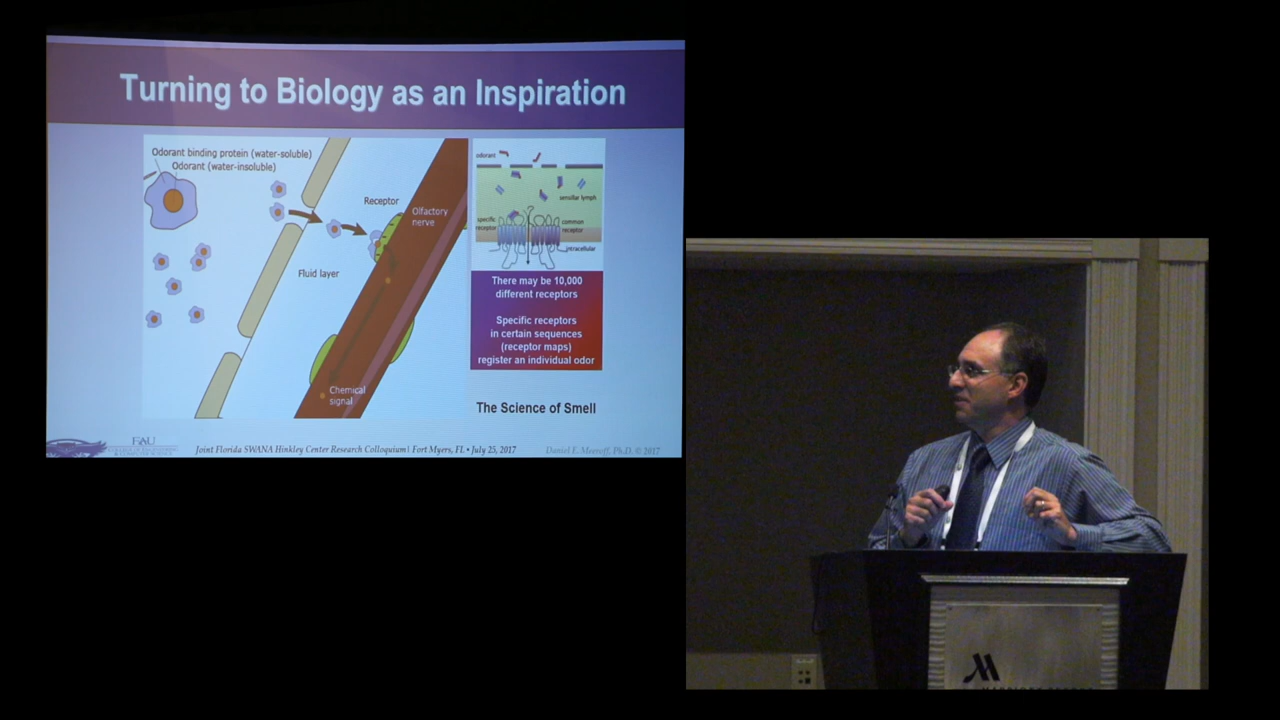 Turning to Biology as an Inspiration
Odorant binding protein (water-soluble)
Odorant (water-insoluble)
Receptor
Olfactory
nerve
Fluid layer
Chemical
signal
odorant
sensillar lymph
specific
receptor
common
receptor
intracellular
There may be 10,000
different receptors
Specific receptors
in certain sequences
(receptor maps)
register an individual odor
The Science of Smell
FAU
Joint Florida SWANA Hinkley Center Research Colloquium| Fort Myers, FL • July 25, 2017
Daniel E. Meeroff, Ph.D. © 2017